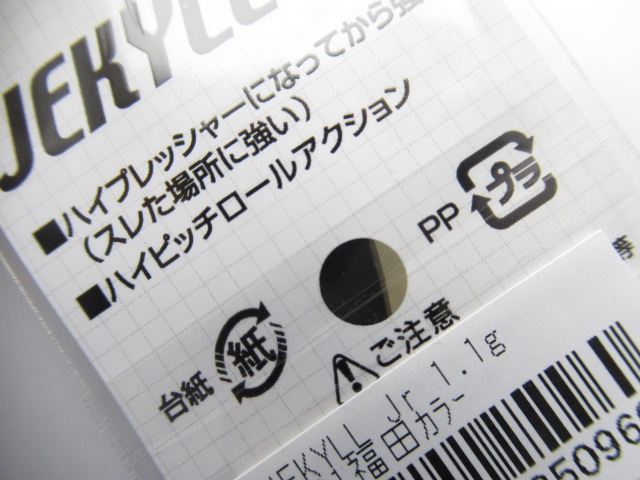 JEKYLL
■ハイプレッシャーになってから強
(スレた場所に強い)
■ハイピッチロールアクション
PP プラ
台紙 紙
ご注意
等
JEKYLL Jr 1.1g
福田カラー
35096